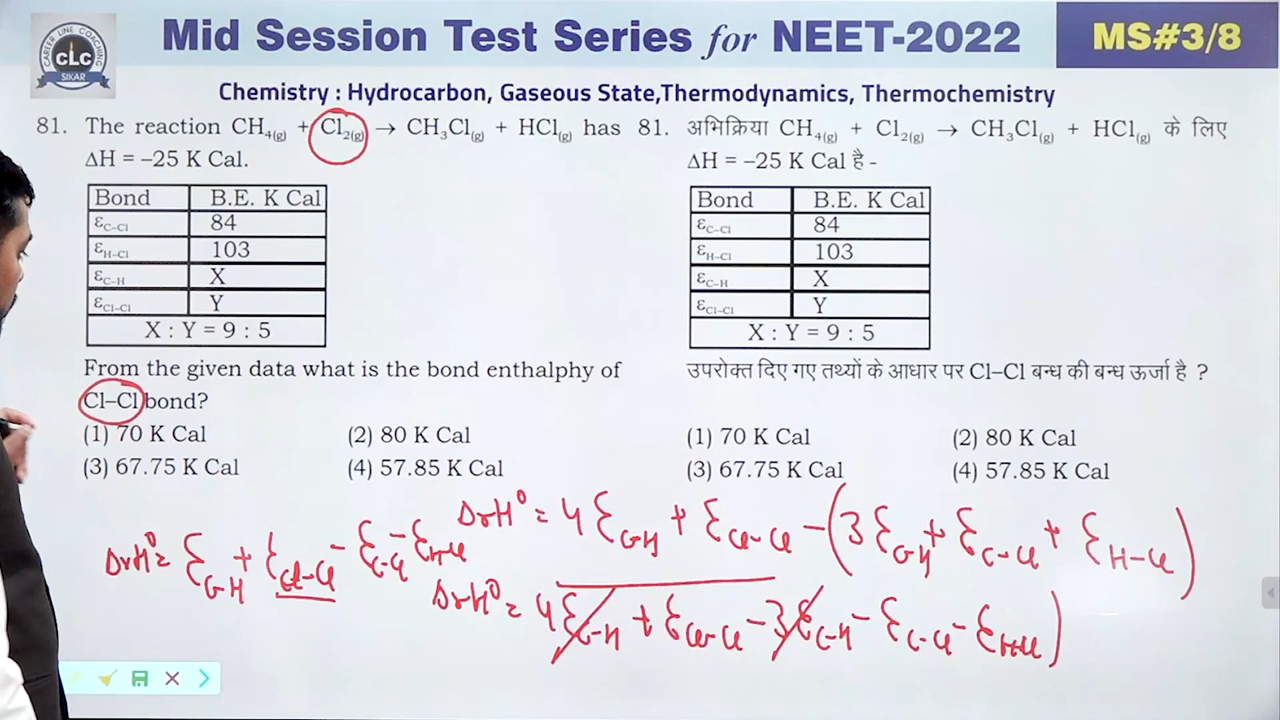 CAREER LINE COACHING
CLC
SIKAR
Mid Session Test Series for NEET-2022
MS#3/8
Chemistry : Hydrocarbon, Gaseous State,Thermodynamics, Thermochemistry
81. The reaction CH₄(g) + Cl₂(g) → CH₃Cl(g) + HCl(g) has
ΔH = –25 K Cal.
Bond B.E. K Cal
εC–Cl 84
εH–Cl 103
εC–H X
εCl–Cl Y
X : Y = 9 : 5
From the given data what is the bond enthalphy of
Cl–Cl bond?
(1) 70 K Cal (2) 80 K Cal
(3) 67.75 K Cal (4) 57.85 K Cal
81. अभिक्रिया CH₄(g) + Cl₂(g) → CH₃Cl(g) + HCl(g) के लिए
ΔH = –25 K Cal है -
Bond B.E. K Cal
εC–Cl 84
εH–Cl 103
εC–H X
εCl–Cl Y
X : Y = 9 : 5
उपरोक्त दिए गए तथ्यों के आधार पर Cl–Cl बन्ध की बन्ध ऊर्जा है ?
(1) 70 K Cal (2) 80 K Cal
(3) 67.75 K Cal (4) 57.85 K Cal
ΔrH⁰ = 4 εC-H + εCl-Cl - (3 εC-H + εC-Cl + εH-Cl)
ΔrH⁰ = 4 εC-H + εCl-Cl - 3 εC-H - εC-Cl - εH-Cl)
ΔrH⁰ = εC-H + εCl-Cl - εC-Cl - εH-Cl